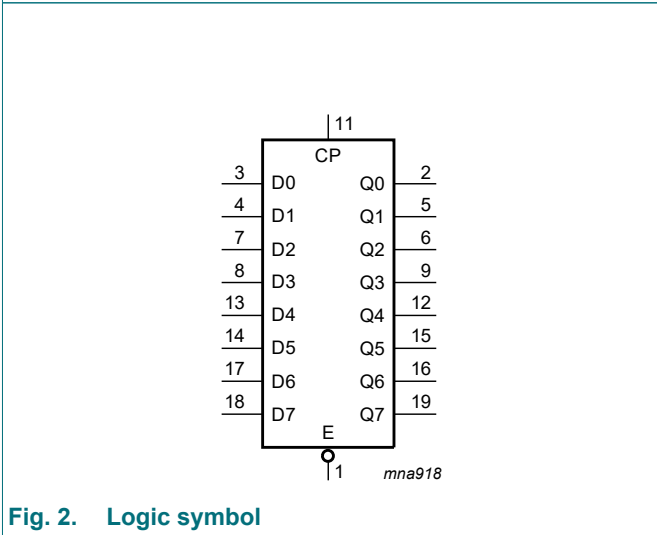 11
CP
3 D0 Q0 2
4 D1 Q1 5
7 D2 Q2 6
8 D3 Q3 9
13 D4 Q4 12
14 D5 Q5 15
17 D6 Q6 16
18 D7 Q7 19
E
1 mna918
Fig. 2. Logic symbol